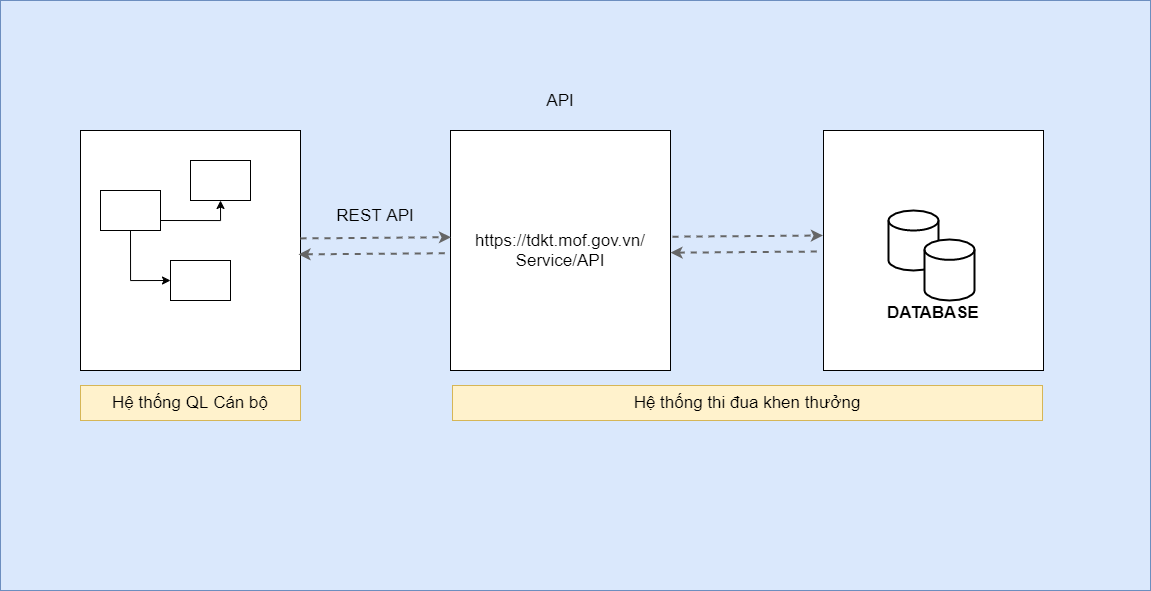 API
REST API
https://tdkt.mof.gov.vn/
Service/API
DATABASE
Hệ thống QL Cán bộ
Hệ thống thi đua khen thưởng